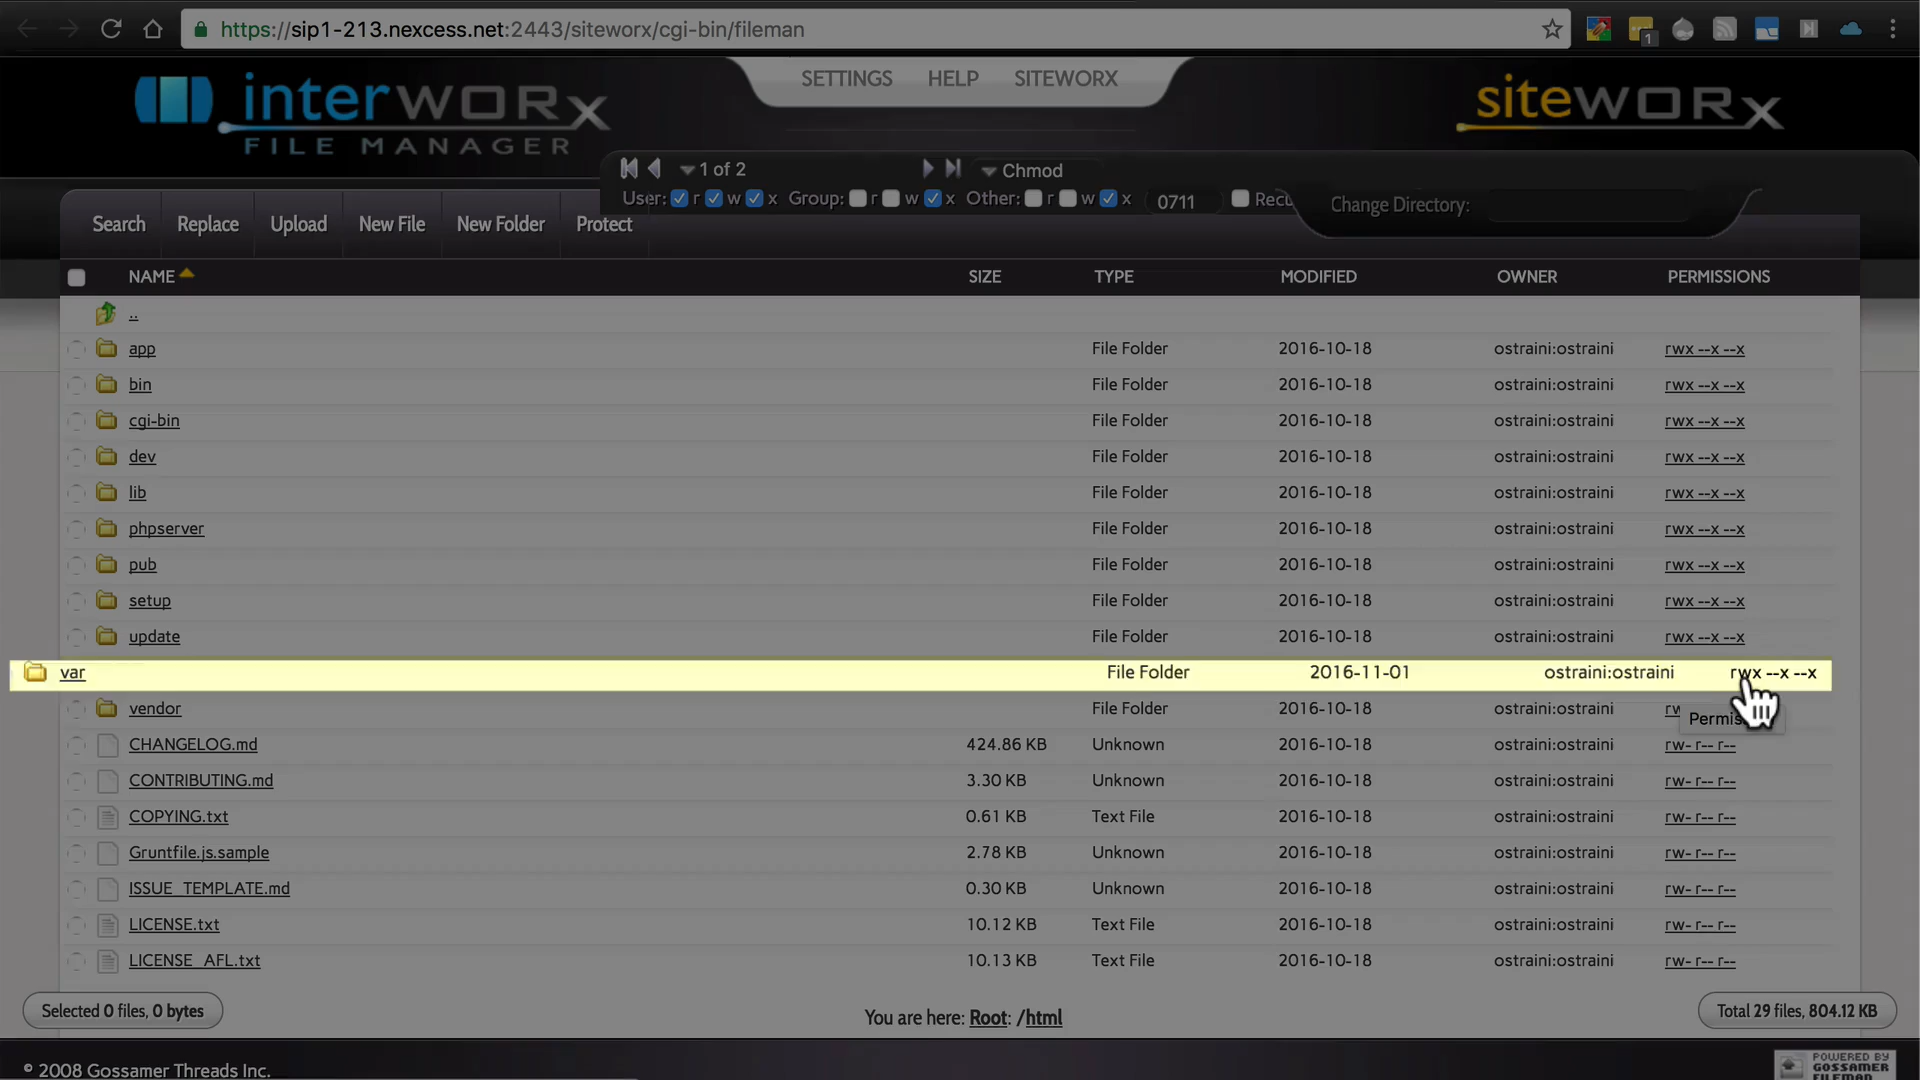 https://sip1-213.nexcess.net:2443/siteworx/cgi-bin/fileman
1
interworx
FILE MANAGER
SETTINGS HELP SITEWORX
siteworx
1 of 2 Chmod
User: r w x Group: r w x Other: r w x 0711 Recu
Change Directory:
Search Replace Upload New File New Folder Protect
NAME SIZE TYPE MODIFIED OWNER PERMISSIONS
..
app File Folder 2016-10-18 ostraini:ostraini rwx --x --x
bin File Folder 2016-10-18 ostraini:ostraini rwx --x --x
cgi-bin File Folder 2016-10-18 ostraini:ostraini rwx --x --x
dev File Folder 2016-10-18 ostraini:ostraini rwx --x --x
lib File Folder 2016-10-18 ostraini:ostraini rwx --x --x
phpserver File Folder 2016-10-18 ostraini:ostraini rwx --x --x
pub File Folder 2016-10-18 ostraini:ostraini rwx --x --x
setup File Folder 2016-10-18 ostraini:ostraini rwx --x --x
update File Folder 2016-10-18 ostraini:ostraini rwx --x --x
var File Folder 2016-11-01 ostraini:ostraini rwx --x --x
vendor File Folder 2016-10-18 ostraini:ostraini
CHANGELOG.md 424.86 KB Unknown 2016-10-18 ostraini:ostraini rw- r-- r--
CONTRIBUTING.md 3.30 KB Unknown 2016-10-18 ostraini:ostraini rw- r-- r--
COPYING.txt 0.61 KB Text File 2016-10-18 ostraini:ostraini rw- r-- r--
Gruntfile.js.sample 2.78 KB Unknown 2016-10-18 ostraini:ostraini rw- r-- r--
ISSUE_TEMPLATE.md 0.30 KB Unknown 2016-10-18 ostraini:ostraini rw- r-- r--
LICENSE.txt 10.12 KB Text File 2016-10-18 ostraini:ostraini rw- r-- r--
LICENSE_AFL.txt 10.13 KB Text File 2016-10-18 ostraini:ostraini rw- r-- r--
Selected 0 files, 0 bytes
You are here: Root: /html
Total 29 files, 804.12 KB
© 2008 Gossamer Threads Inc.
POWERED BY
GOSSAMER
FILEMAN